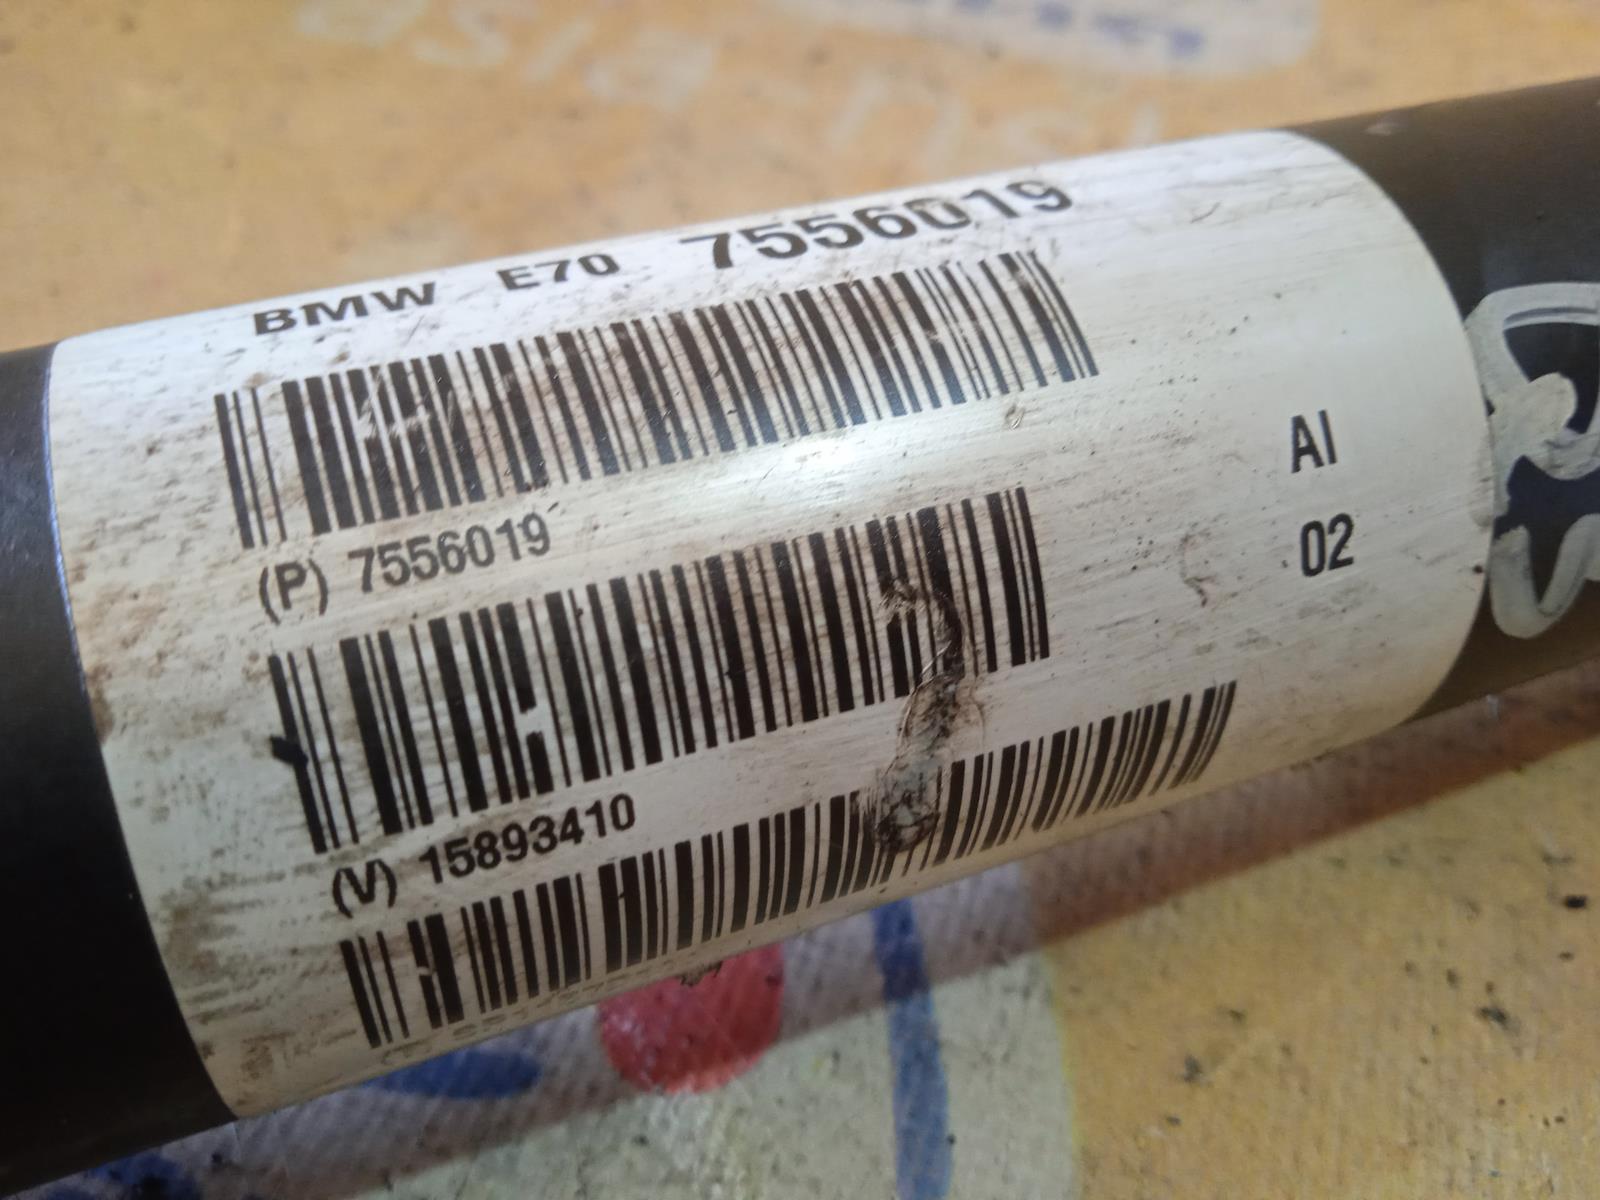 BMW E70 7556019
(P) 7556019
AI
02
(V) 15893410